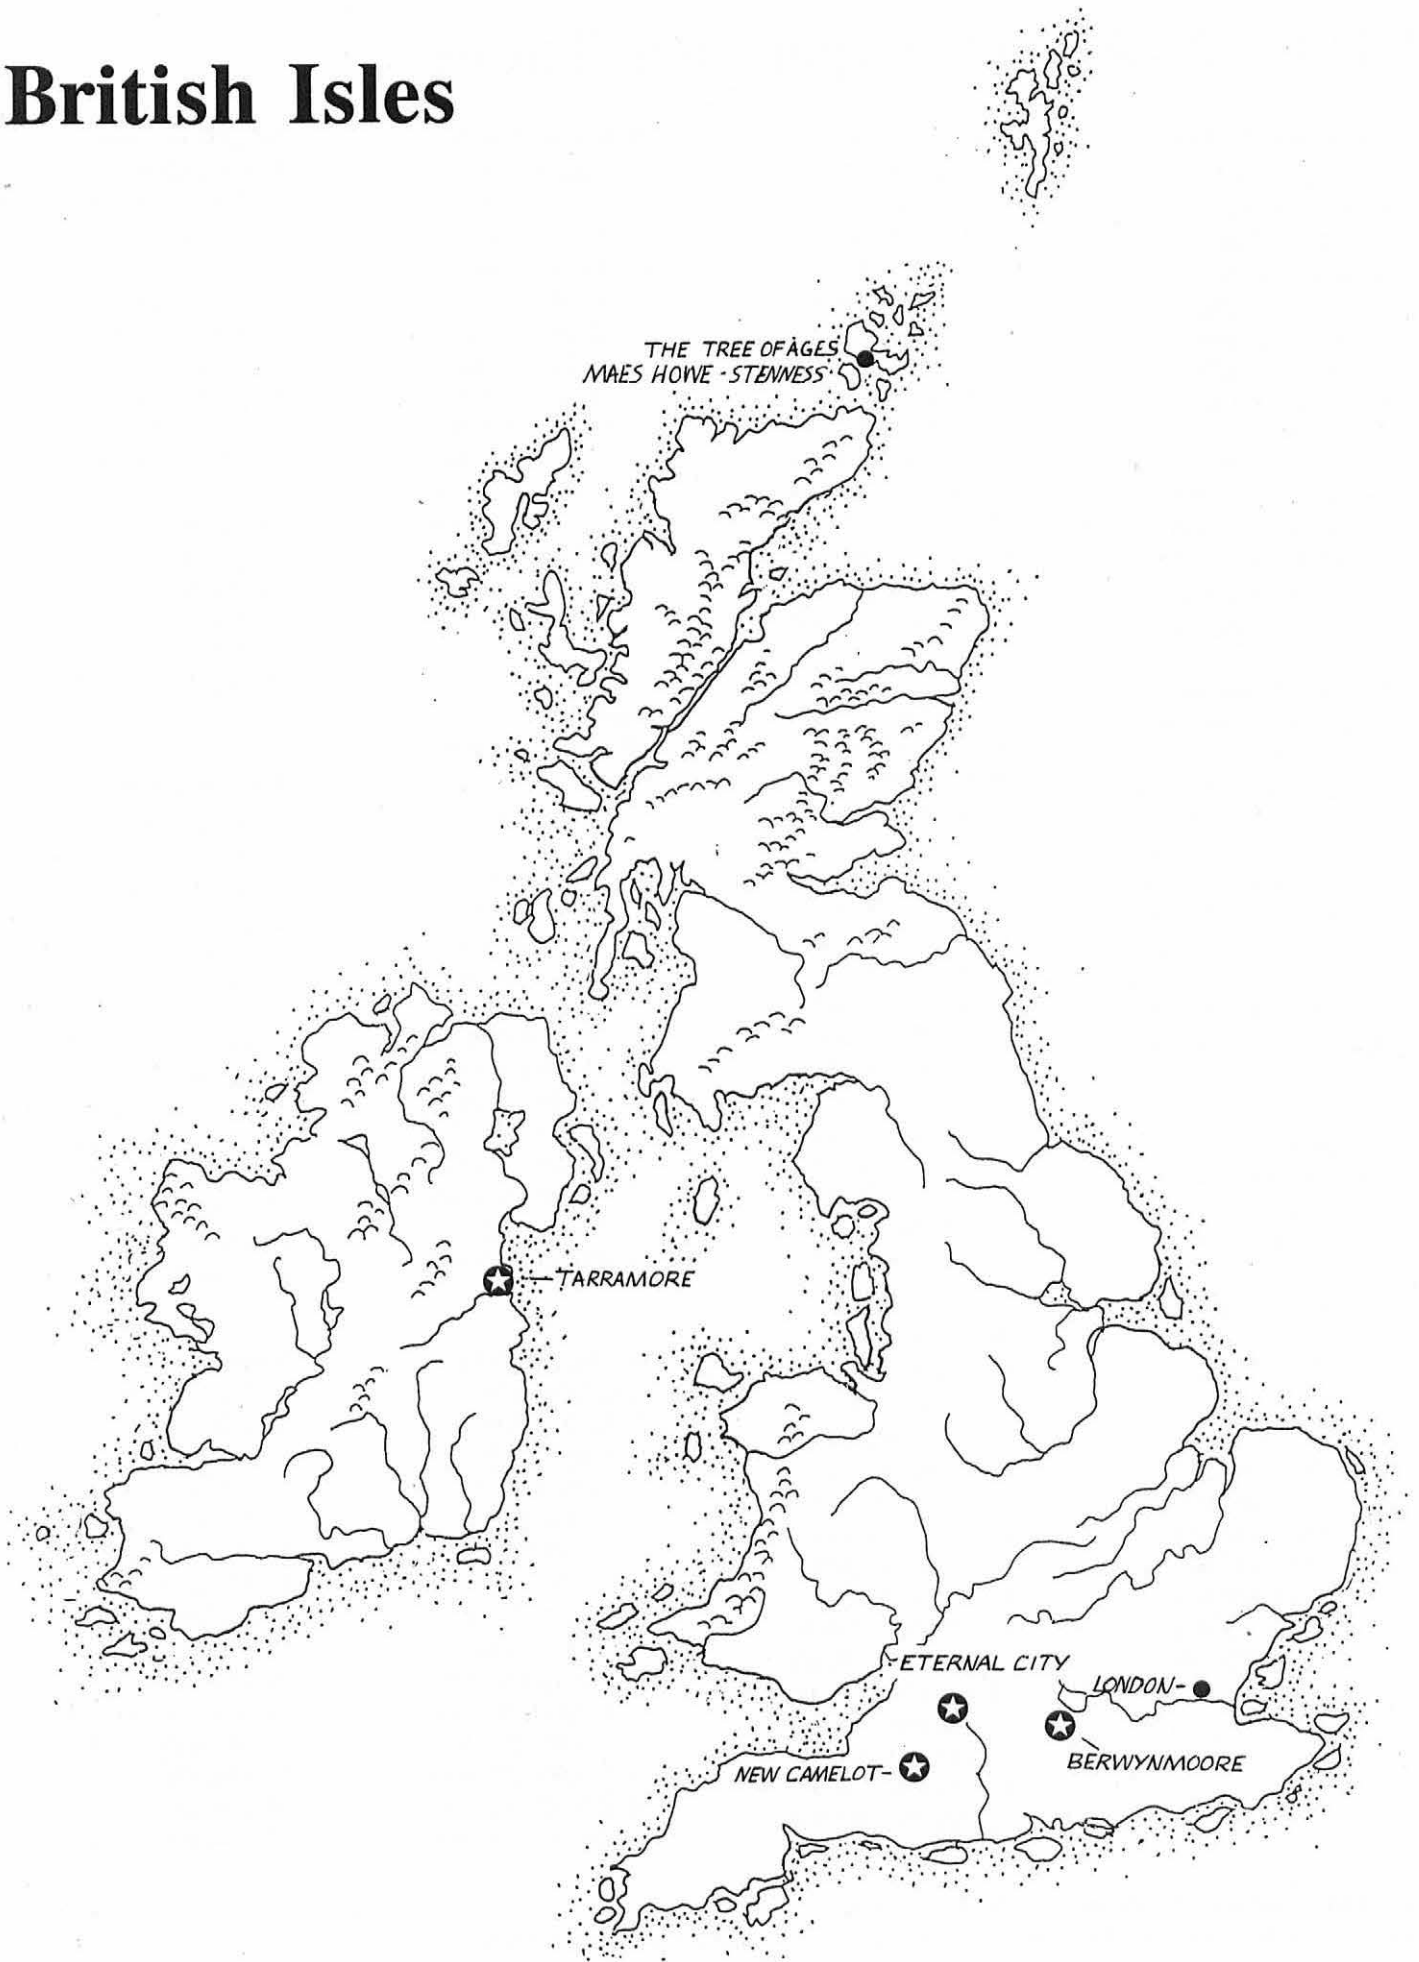 British Isles
THE TREE OF AGES
MAES HOWE - STENNESS
TARRAMORE
ETERNAL CITY
LONDON
BERWYNMOORE
NEW CAMELOT